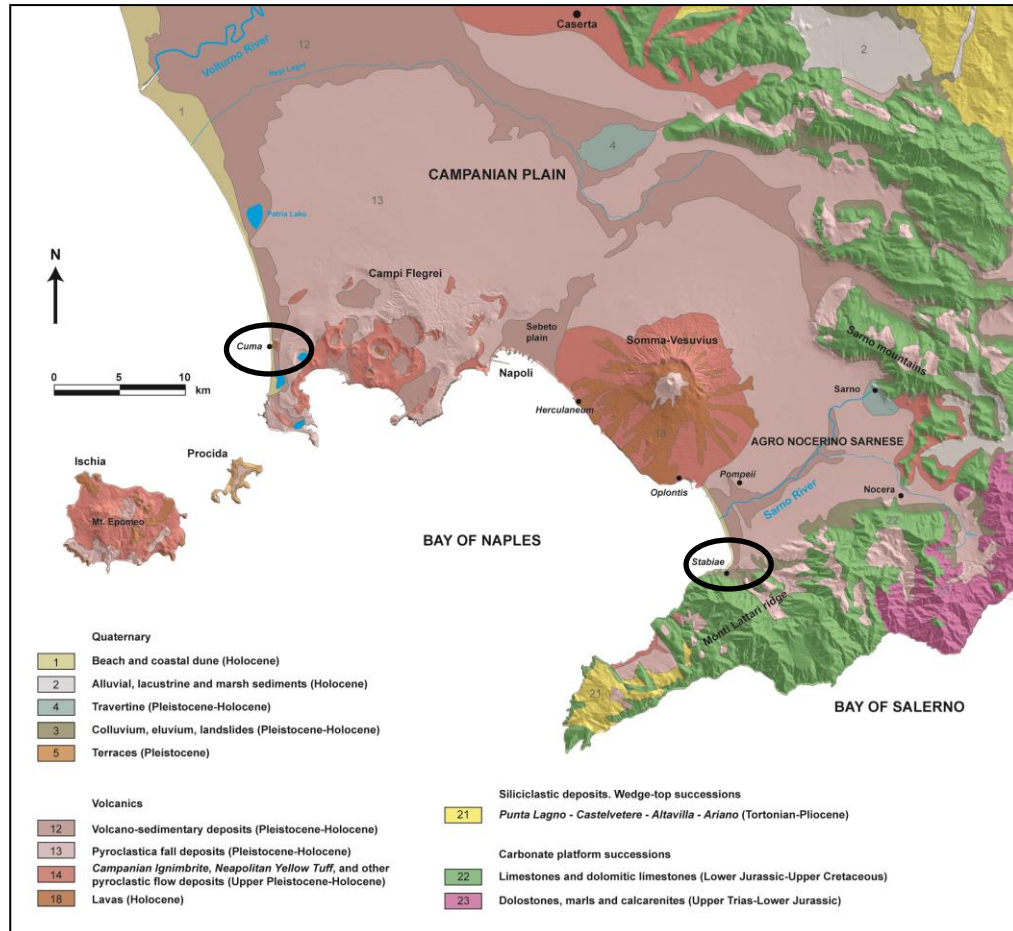 Caserta
12
2
Volturno River
Regi Lagni
1
4
CAMPANIAN PLAIN
13
Patria Lake
N
Campi Flegrei
Sebeto
plain
Somma-Vesuvius
Cuma
0 5 10
km
Napoli
Sarno mountains
Sarno
Herculaneum
18
AGRO NOCERINO SARNESE
Ischia
Procida
Pompeii
Oplontis
Sarno River
Nocera
Mt. Epomeo
22
BAY OF NAPLES
Stabiae
Monti Lattari ridge
21
BAY OF SALERNO
Quaternary
1 Beach and coastal dune (Holocene)
2 Alluvial, lacustrine and marsh sediments (Holocene)
4 Travertine (Pleistocene-Holocene)
3 Colluvium, eluvium, landslides (Pleistocene-Holocene)
5 Terraces (Pleistocene)
Volcanics
12 Volcano-sedimentary deposits (Pleistocene-Holocene)
13 Pyroclastica fall deposits (Pleistocene-Holocene)
14 Campanian Ignimbrite, Neapolitan Yellow Tuff, and other
pyroclastic flow deposits (Upper Pleistocene-Holocene)
18 Lavas (Holocene)
Siliciclastic deposits. Wedge-top successions
21 Punta Lagno - Castelvetere - Altavilla - Ariano (Tortonian-Pliocene)
Carbonate platform successions
22 Limestones and dolomitic limestones (Lower Jurassic-Upper Cretaceous)
23 Dolostones, marls and calcarenites (Upper Trias-Lower Jurassic)